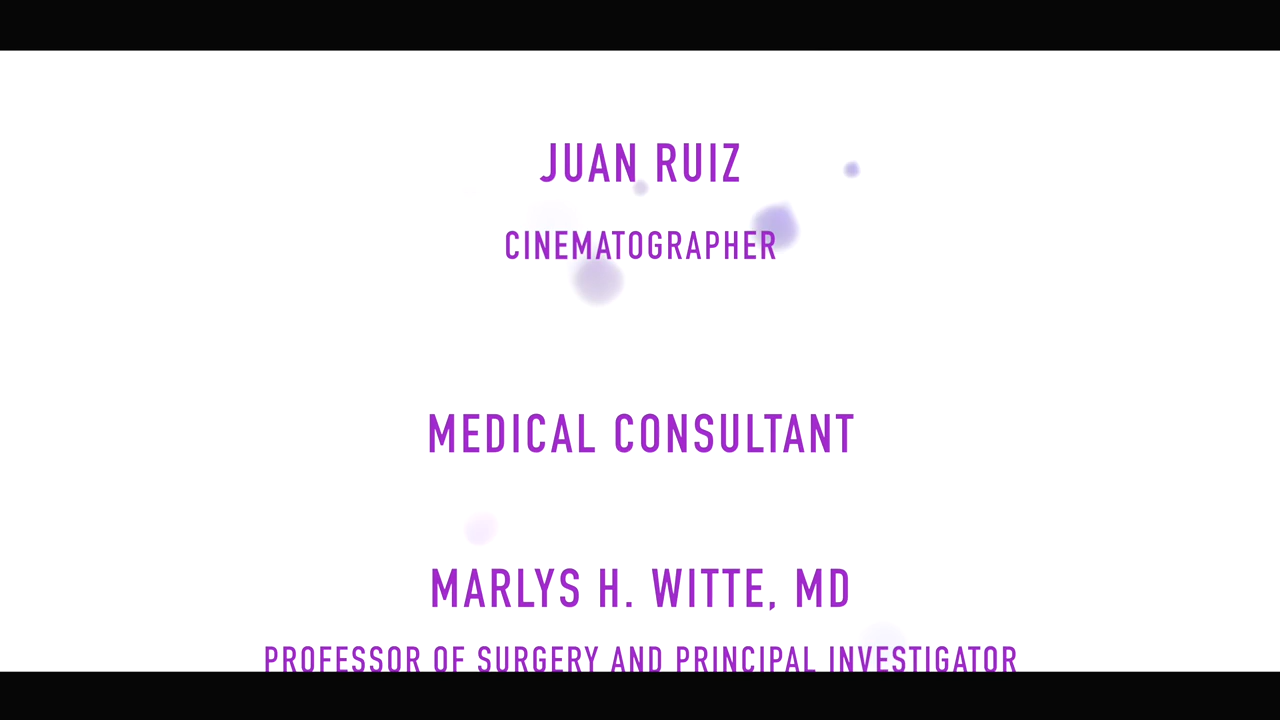 JUAN RUIZ
CINEMATOGRAPHER
MEDICAL CONSULTANT
MARLYS H. WITTE, MD
PROFESSOR OF SURGERY AND PRINCIPAL INVESTIGATOR